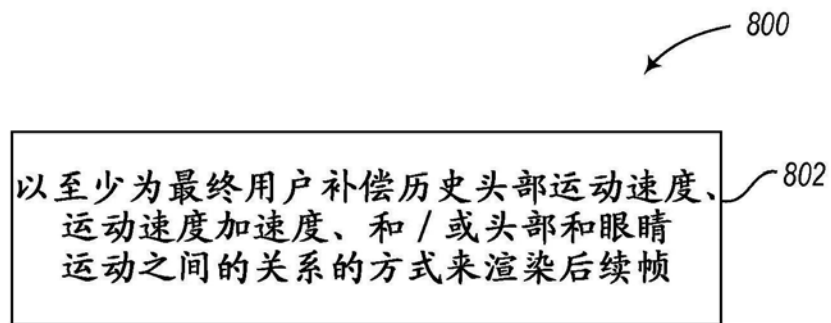 800
以至少为最终用户补偿历史头部运动速度、
802
运动速度加速度、和/或头部和眼睛
运动之间的关系的方式来渲染后续帧